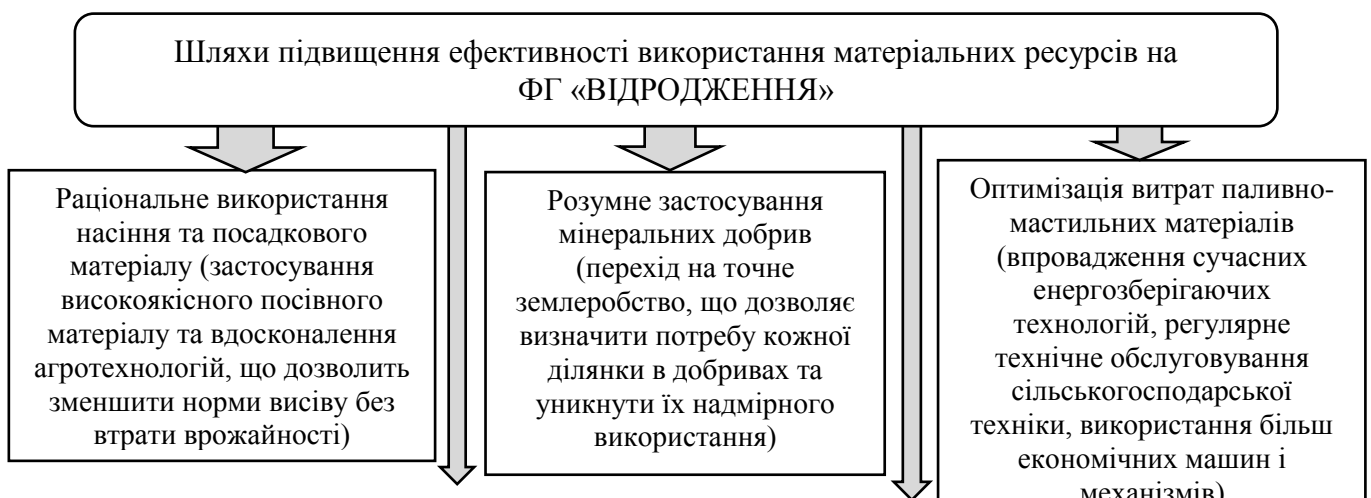 Шляхи підвищення ефективності використання матеріальних ресурсів на
ФГ «ВІДРОДЖЕННЯ»
Раціональне використання
насіння та посадкового
матеріалу (застосування
високоякісного посівного
матеріалу та вдосконалення
агротехнологій, що дозволить
зменшити норми висіву без
втрати врожайності)
Розумне застосування
мінеральних добрив
(перехід на точне
землеробство, що дозволяє
визначити потребу кожної
ділянки в добривах та
уникнути їх надмірного
використання)
Оптимізація витрат паливно-
мастильних матеріалів
(впровадження сучасних
енергозберігаючих
технологій, регулярне
технічне обслуговування
сільськогосподарської
техніки, використання більш
економічних машин і
механізмів)